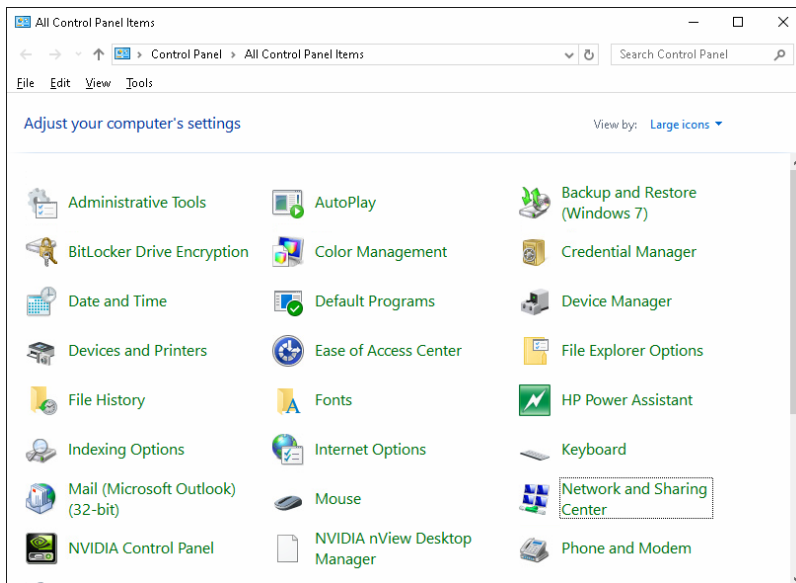 All Control Panel Items
Control Panel > All Control Panel Items
Search Control Panel
File Edit View Tools
Adjust your computer's settings
View by: Large icons
Administrative Tools
AutoPlay
Backup and Restore
(Windows 7)
BitLocker Drive Encryption
Color Management
Credential Manager
Date and Time
Default Programs
Device Manager
Devices and Printers
Ease of Access Center
File Explorer Options
File History
Fonts
HP Power Assistant
Indexing Options
Internet Options
Keyboard
Mail (Microsoft Outlook)
(32-bit)
Mouse
Network and Sharing
Center
NVIDIA Control Panel
NVIDIA nView Desktop
Manager
Phone and Modem